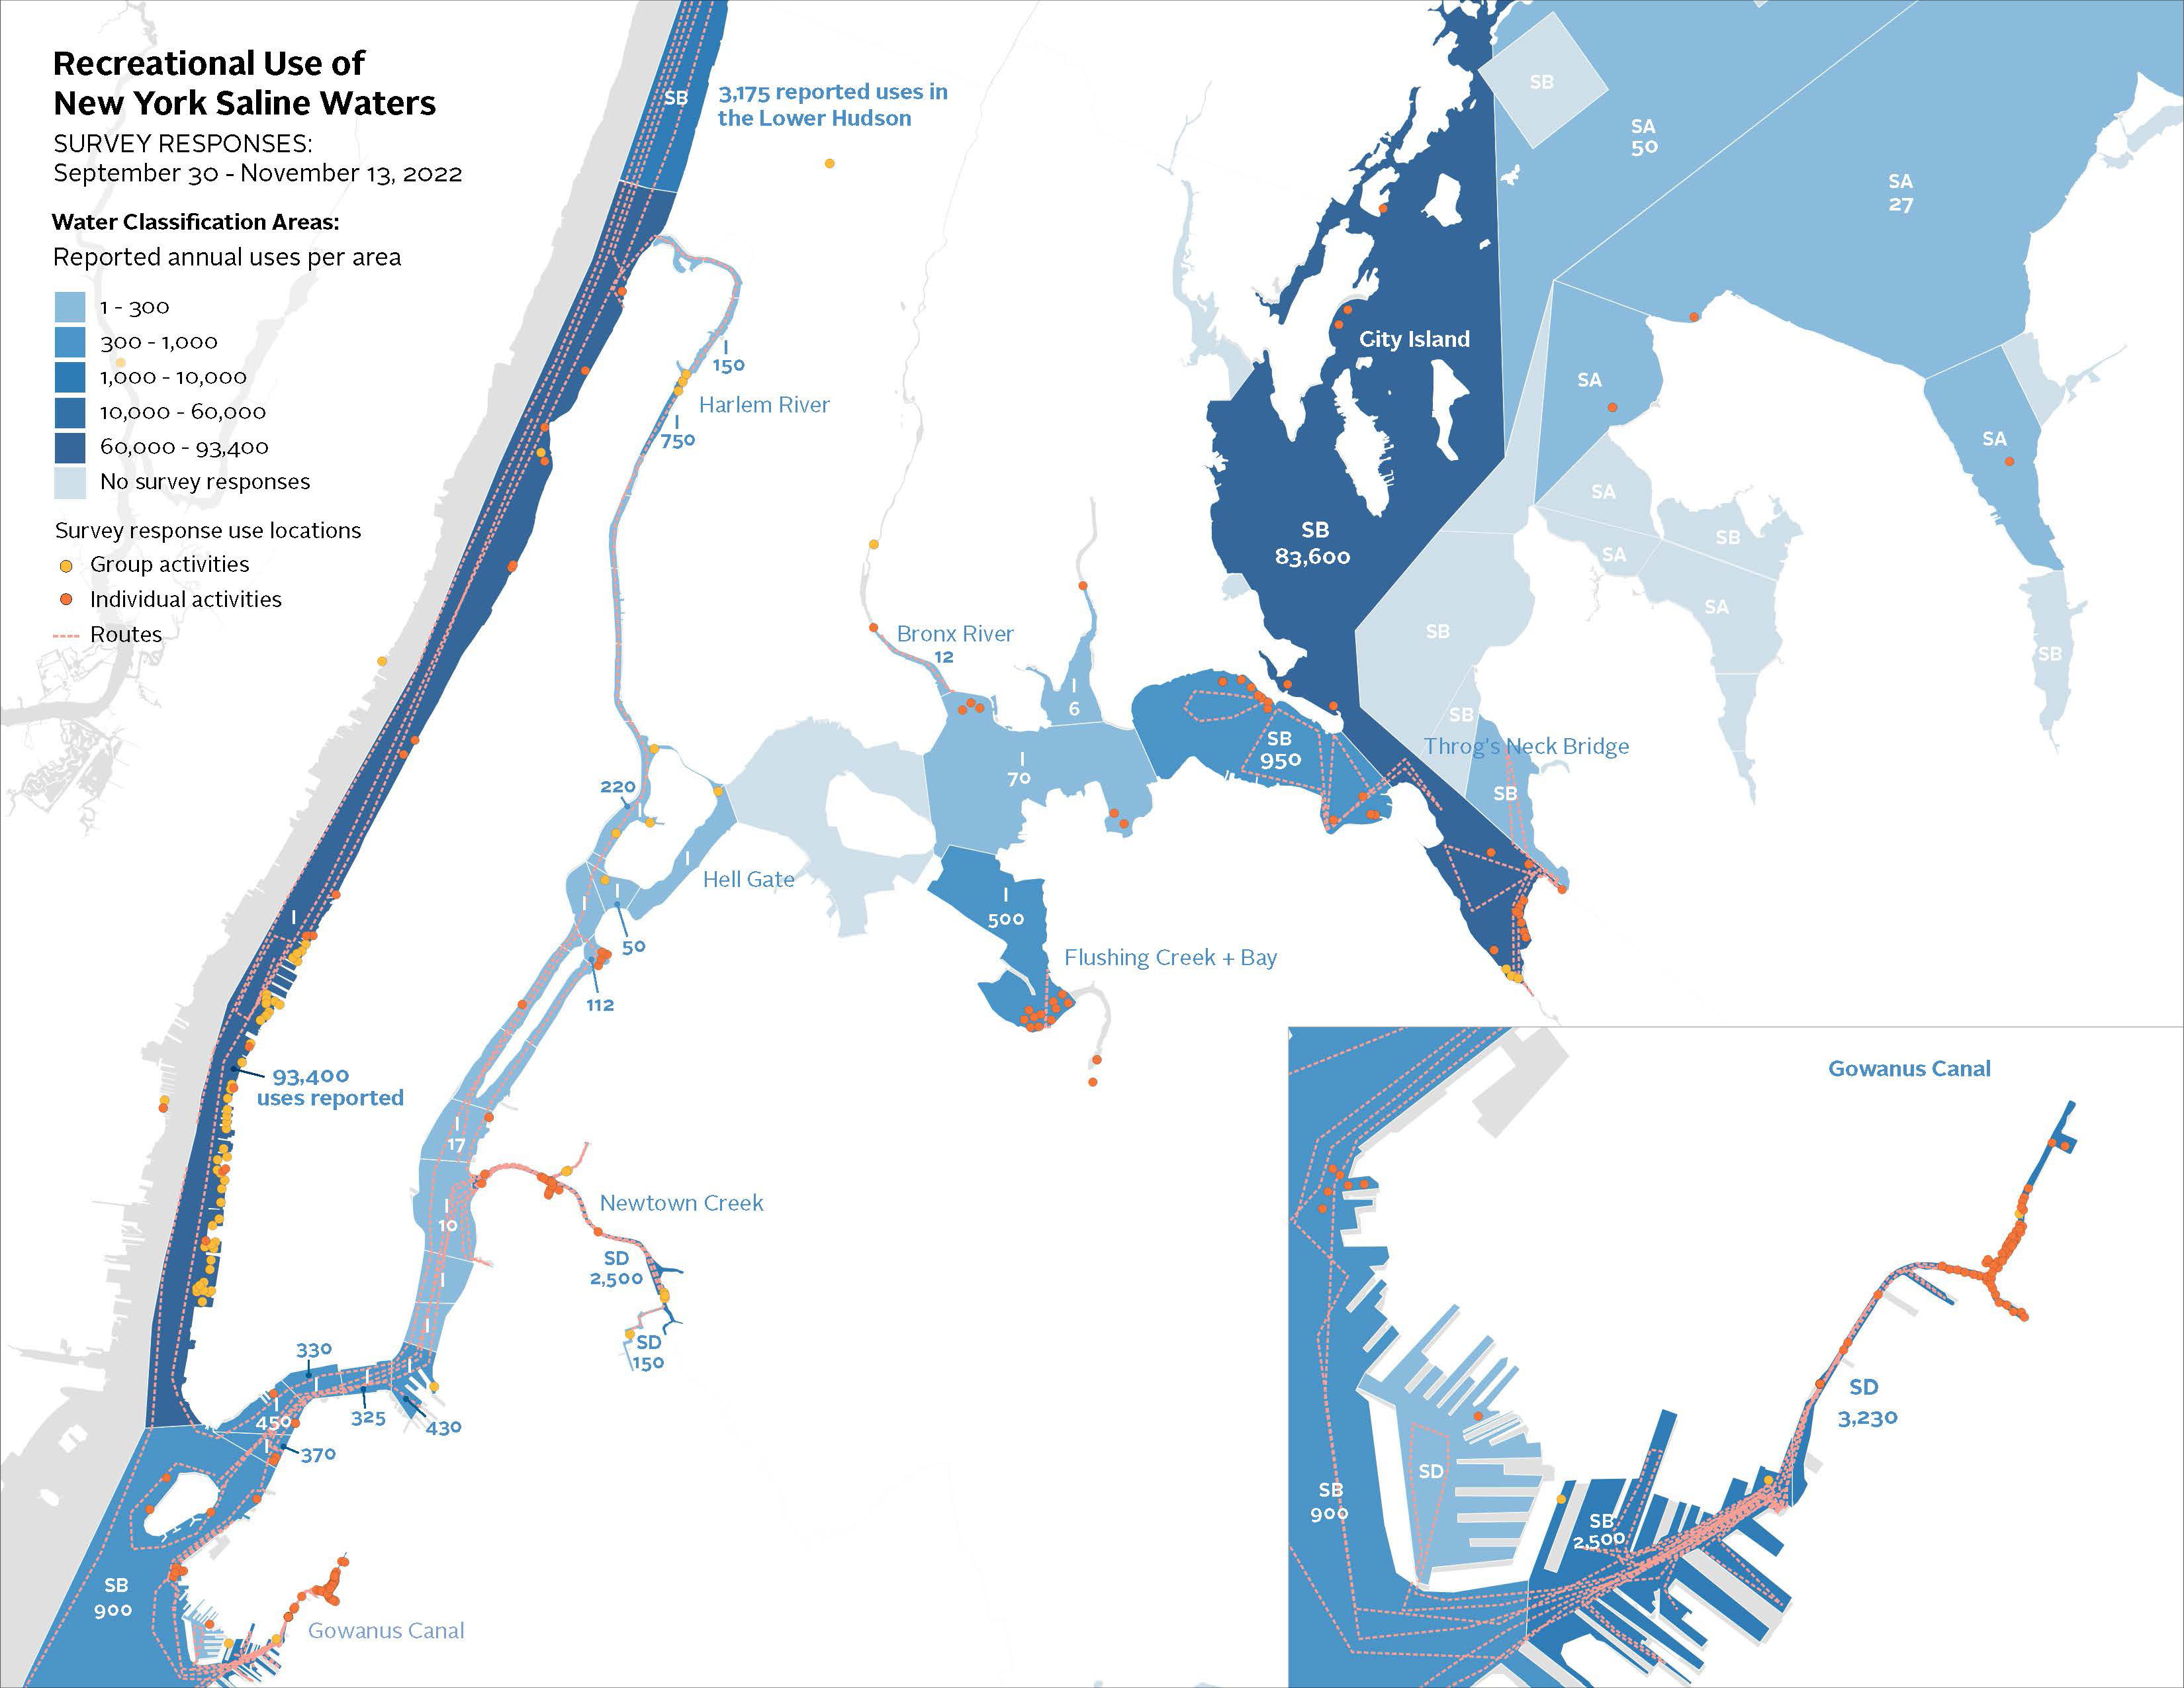 Recreational Use of
New York Saline Waters
SURVEY RESPONSES:
September 30 - November 13, 2022
Water Classification Areas:
Reported annual uses per area
1 - 300
300 - 1,000
1,000 - 10,000
10,000 - 60,000
60,000 - 93,400
No survey responses
Survey response use locations
Group activities
Individual activities
Routes
SB
3,175 reported uses in
the Lower Hudson
SB
SA
50
SA
27
I
150
Harlem River
I
750
City Island
SA
SA
SA
SB
SA
SA
SB
83,600
SB
SB
SB
SB
Bronx River
12
I
6
I
70
SB
950
Throg's Neck Bridge
220
I
I
Hell Gate
I
I
50
112
I
500
Flushing Creek + Bay
I
93,400
uses reported
I
17
I
10
I
I
Newtown Creek
SD
2,500
SD
150
330
I
I
I
325
430
I
450
I
370
SB
900
Gowanus Canal
Gowanus Canal
SD
3,230
SD
SB
900
SB
2,500